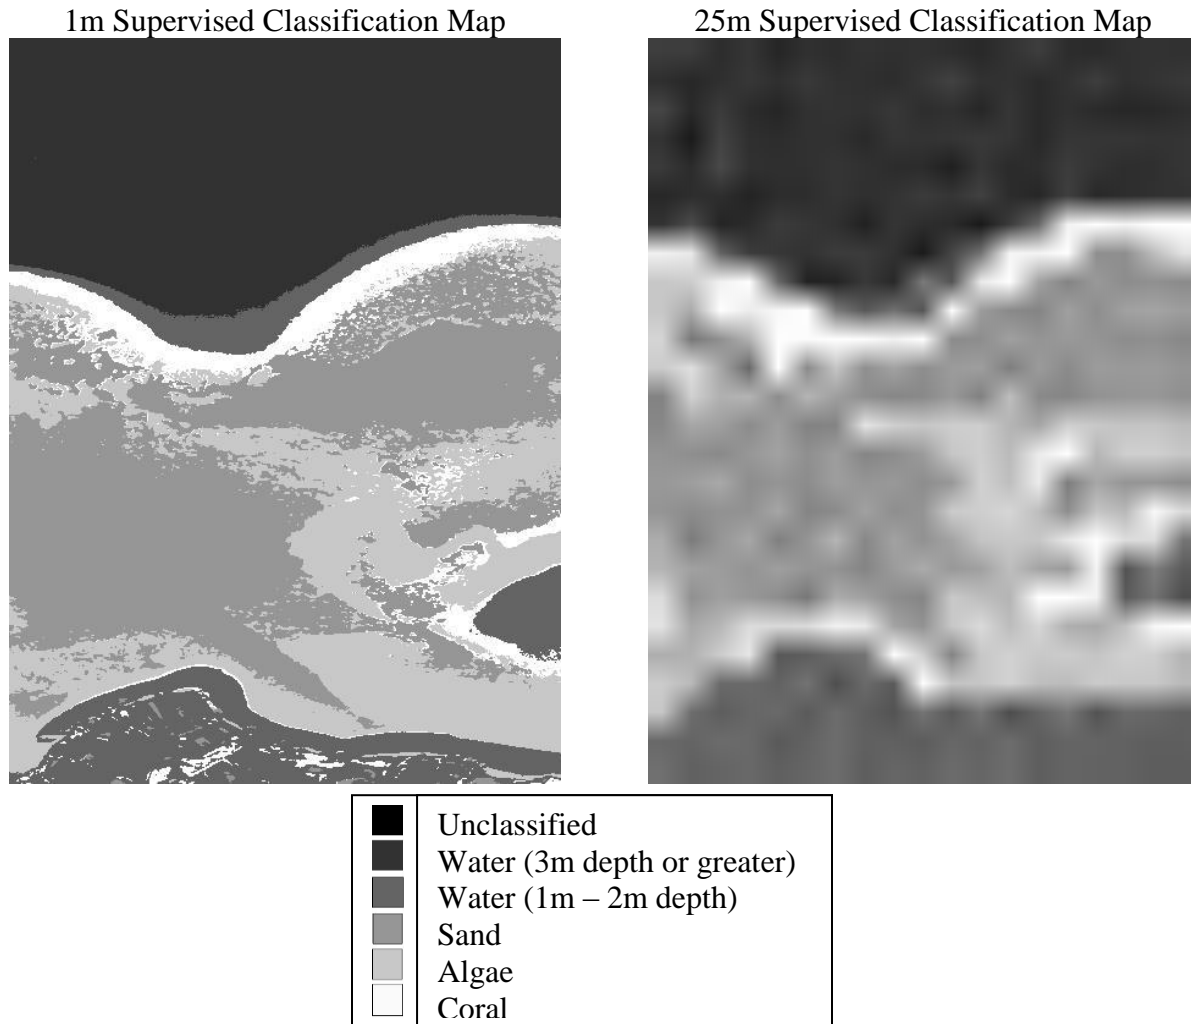 1m Supervised Classification Map
25m Supervised Classification Map
Unclassified
Water (3m depth or greater)
Water (1m – 2m depth)
Sand
Algae
Coral